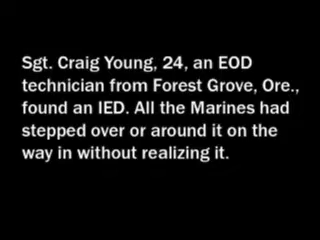 Sgt. Craig Young, 24, an EOD
technician from Forest Grove, Ore.,
found an IED. All the Marines had
stepped over or around it on the
way in without realizing it.